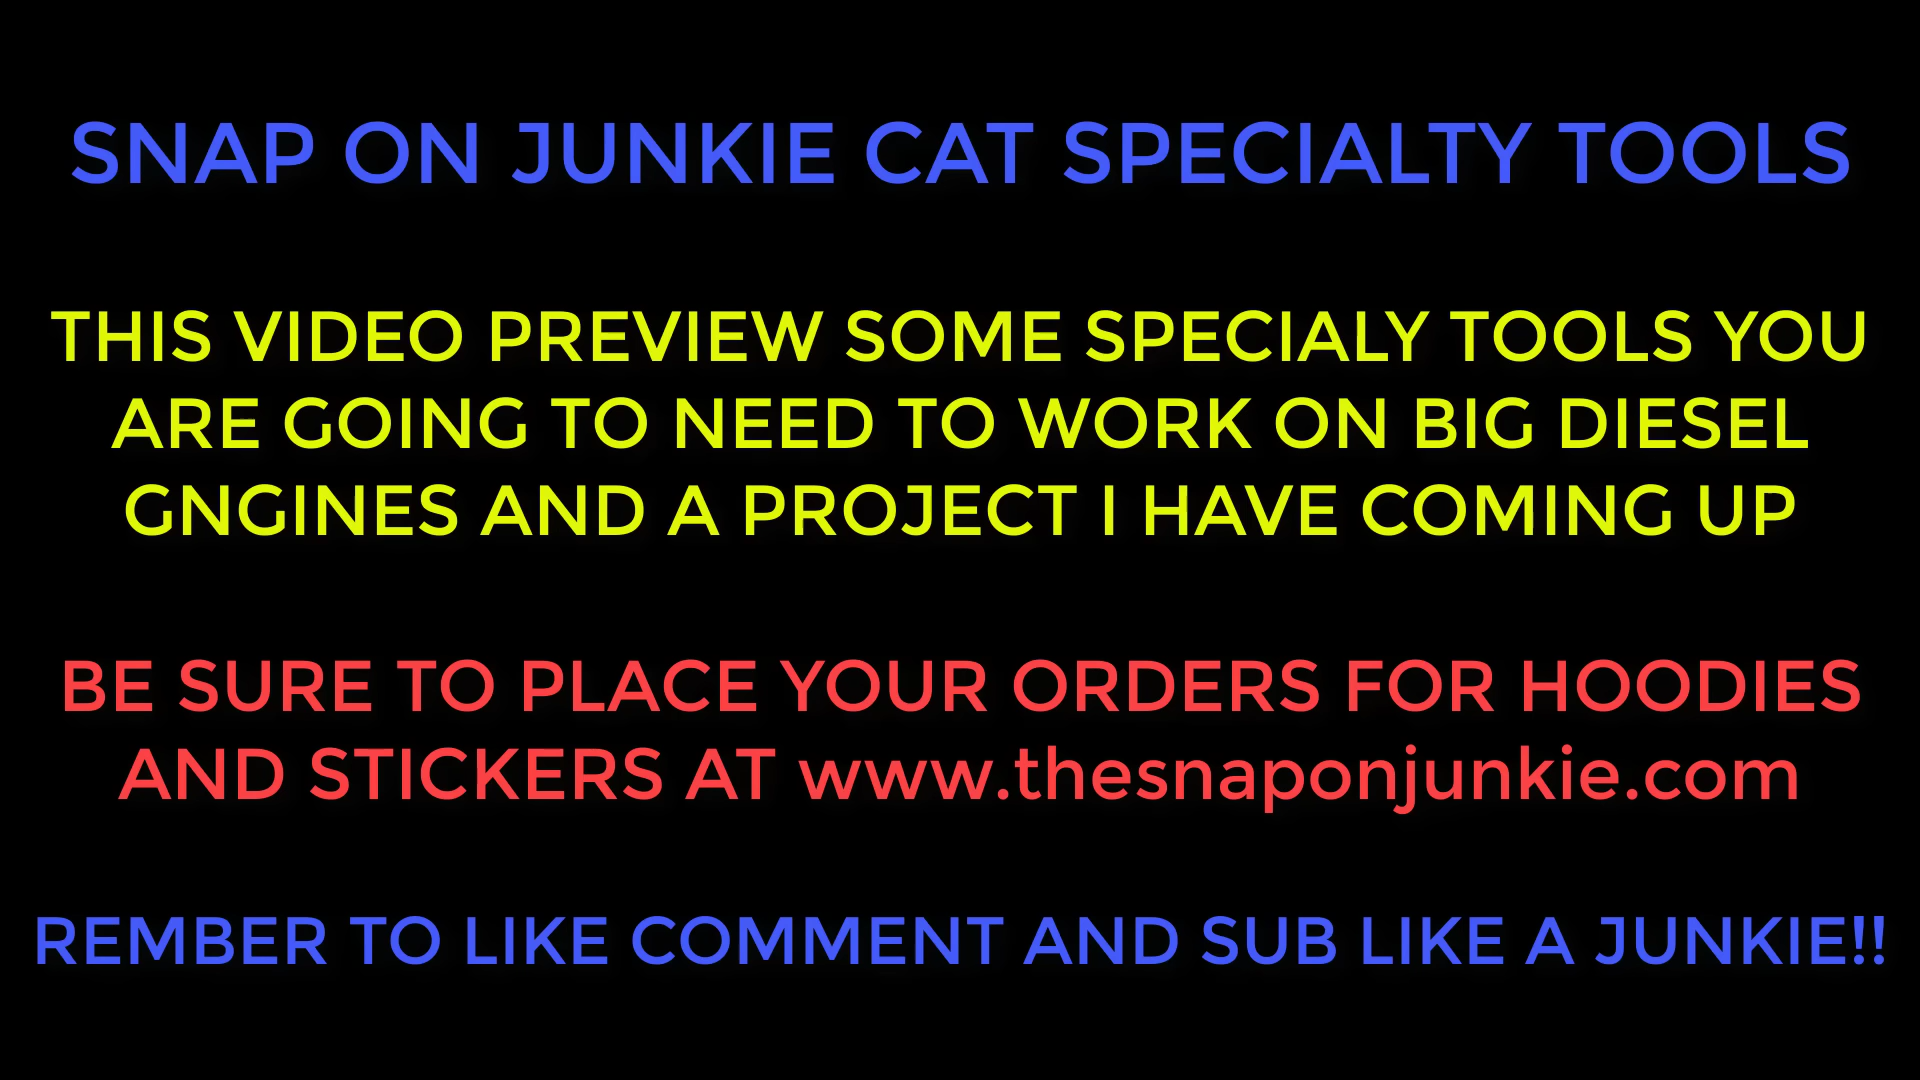 SNAP ON JUNKIE CAT SPECIALTY TOOLS
THIS VIDEO PREVIEW SOME SPECIALY TOOLS YOU
ARE GOING TO NEED TO WORK ON BIG DIESEL
GNGINES AND A PROJECT I HAVE COMING UP
BE SURE TO PLACE YOUR ORDERS FOR HOODIES
AND STICKERS AT www.thesnaponjunkie.com
REMBER TO LIKE COMMENT AND SUB LIKE A JUNKIE!!